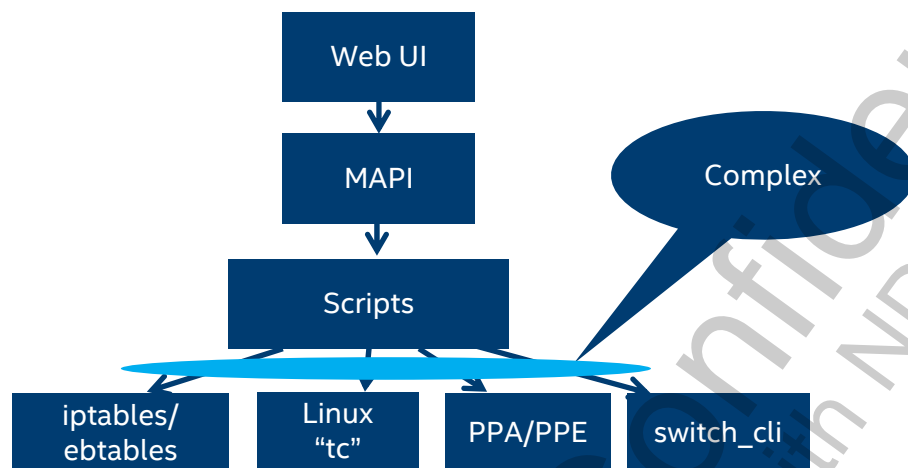 Web UI
MAPI
Complex
Scripts
iptables/
ebtables
Linux
“tc”
PPA/PPE
switch_cli